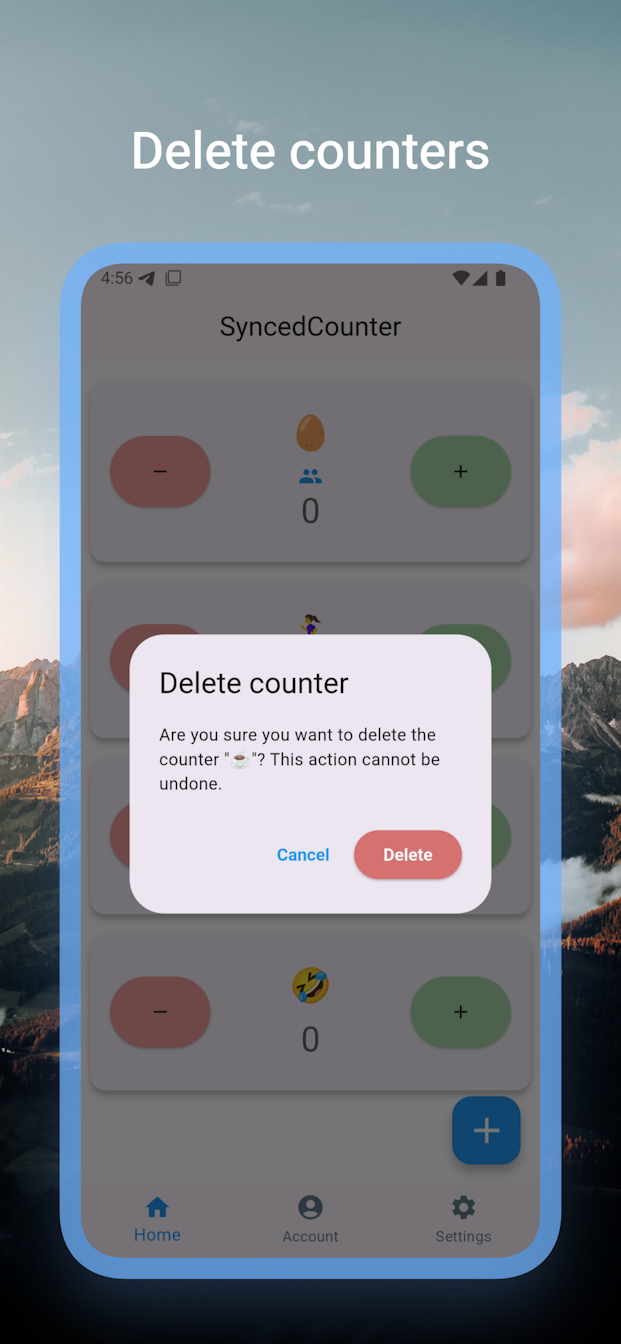 Delete counters
4:56
SyncedCounter
🥚
− +
0
🏃‍♀️
Delete counter
Are you sure you want to delete the
counter "☕"? This action cannot be
undone.
Cancel Delete
🤣
− +
0
+
Home Account Settings